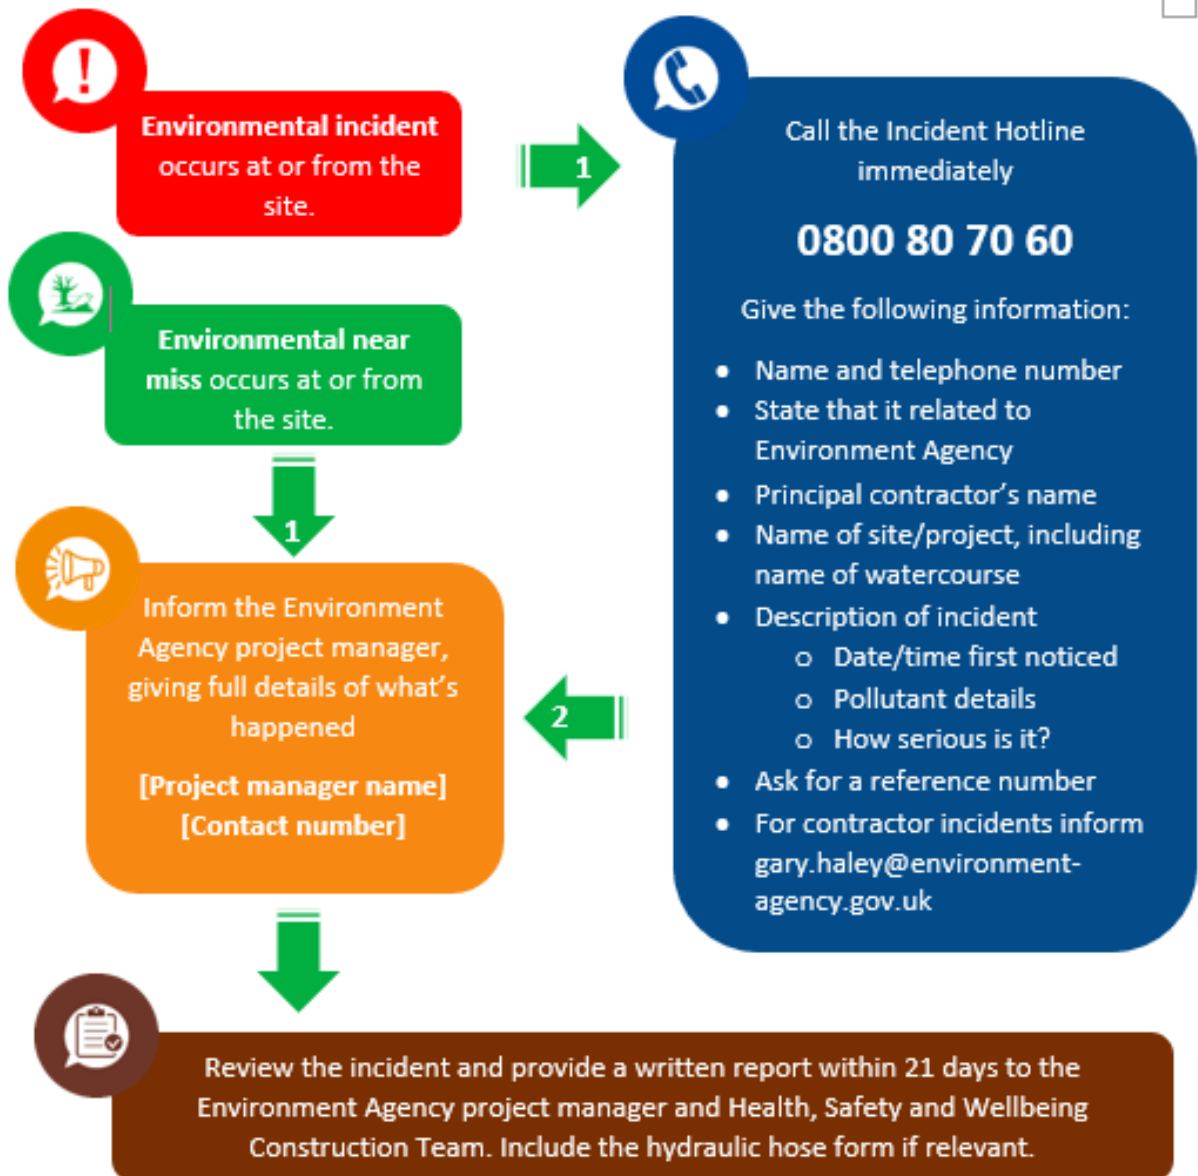 Environmental incident
occurs at or from the
site.
1
Call the Incident Hotline
immediately
0800 80 70 60
Give the following information:
• Name and telephone number
• State that it related to
Environment Agency
• Principal contractor's name
• Name of site/project, including
name of watercourse
• Description of incident
o Date/time first noticed
o Pollutant details
o How serious is it?
• Ask for a reference number
• For contractor incidents inform
gary.haley@environment-
agency.gov.uk
Environmental near
miss occurs at or from
the site.
1
2
Inform the Environment
Agency project manager,
giving full details of what's
happened
[Project manager name]
[Contact number]
Review the incident and provide a written report within 21 days to the
Environment Agency project manager and Health, Safety and Wellbeing
Construction Team. Include the hydraulic hose form if relevant.